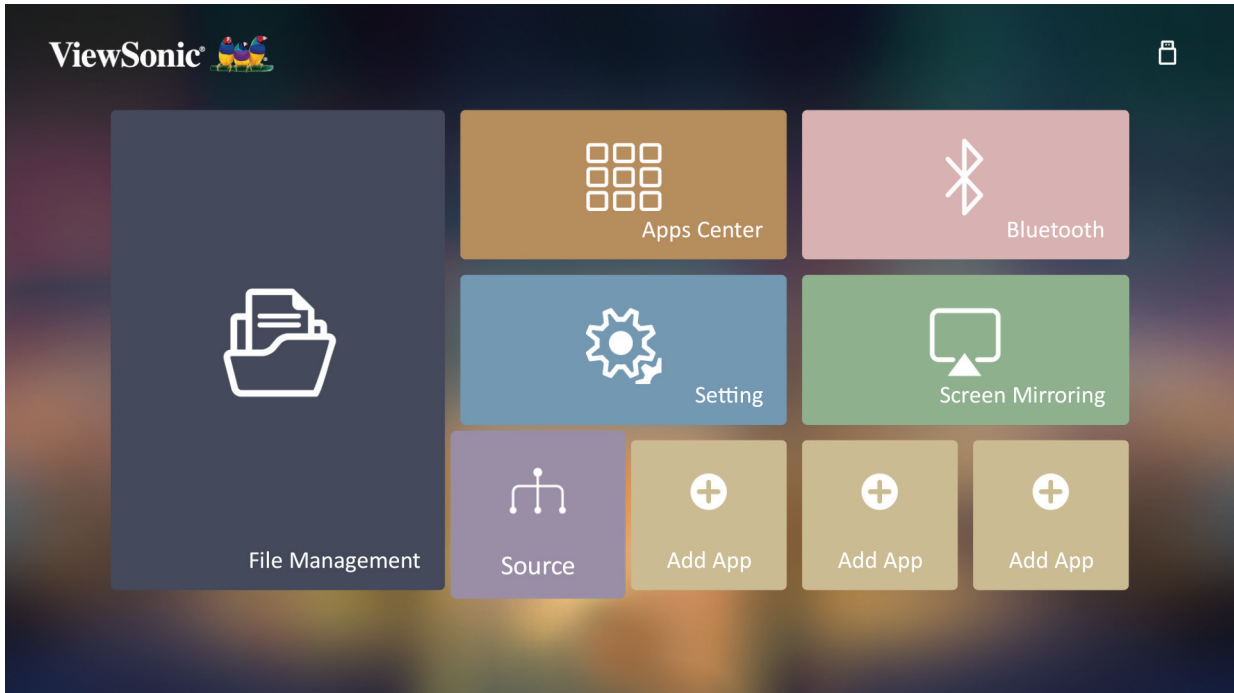 ViewSonic®
Apps Center
Bluetooth
Setting
Screen Mirroring
File Management
Source
Add App
Add App
Add App